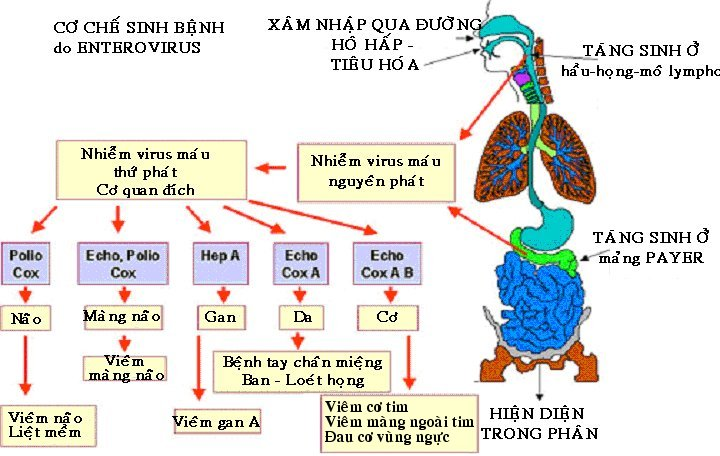 CƠ CHẾ SINH BỆNH
do ENTEROVIRUS
XÂM NHẬP QUA ĐƯỜNG
HÔ HẤP -
TIÊU HÓA
TĂNG SINH Ở
hầu-họng-mô lympho
Nhiễm virus máu
thứ phát
Cơ quan đích
Nhiễm virus máu
nguyên phát
TĂNG SINH Ở
mảng PAYER
Polio
Cox
Echo, Polio
Cox
Hep A
Echo
Cox A
Echo
Cox A B
Não
Màng não
Gan
Da
Cơ
Viêm
màng não
Bệnh tay chân miệng
Ban - Loét họng
Viêm não
Liệt mềm
Viêm gan A
Viêm cơ tim
Viêm màng ngoài tim
Đau cơ vùng ngực
HIỆN DIỆN
TRONG PHÂN